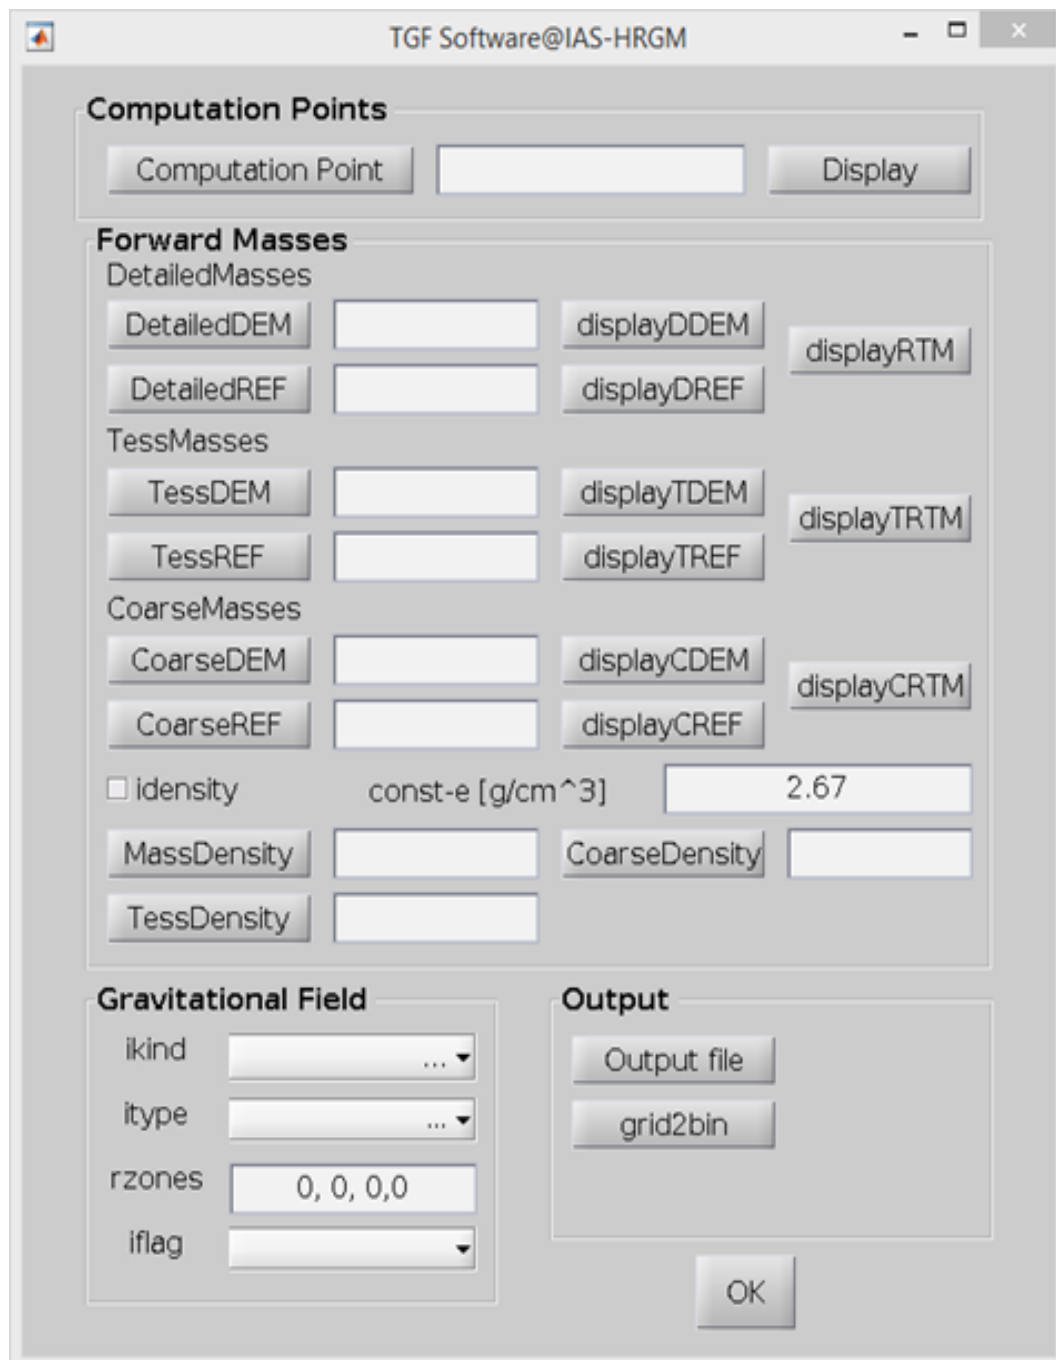 TGF Software@IAS-HRGM
Computation Points
Computation Point Display
Forward Masses
DetailedMasses
DetailedDEM displayDDEM
displayRTM
DetailedREF displayDREF
TessMasses
TessDEM displayTDEM
displayTRTM
TessREF displayTREF
CoarseMasses
CoarseDEM displayCDEM
displayCRTM
CoarseREF displayCREF
idensity const-e [g/cm^3] 2.67
MassDensity CoarseDensity
TessDensity
Gravitational Field
ikind ...
itype ...
rzones 0, 0, 0,0
iflag
Output
Output file
grid2bin
OK